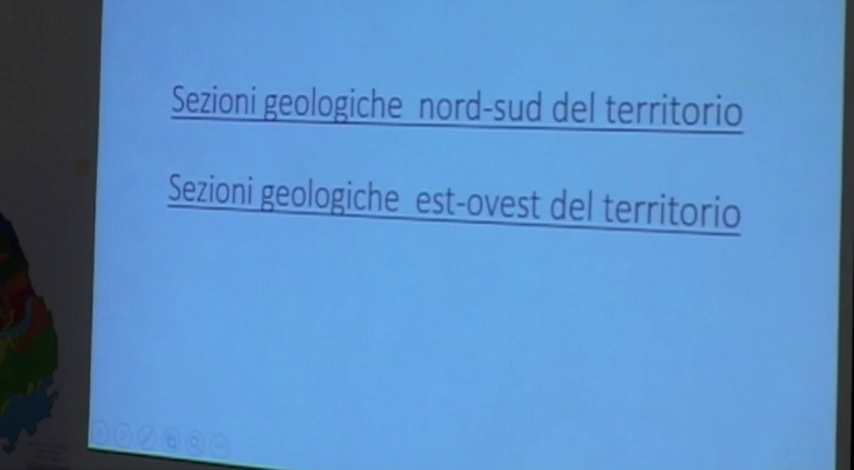 Sezioni geologiche nord-sud del territorio
Sezioni geologiche est-ovest del territorio